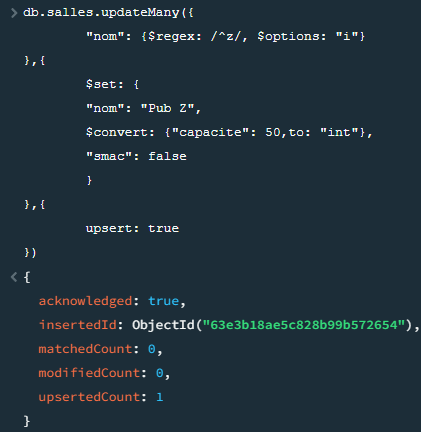 > db.salles.updateMany({
"nom": {$regex: /^z/, $options: "i"}
},{
$set: {
"nom": "Pub Z",
$convert: {"capacite": 50,to: "int"},
"smac": false
}
},{
upsert: true
})
< {
acknowledged: true,
insertedId: ObjectId("63e3b18ae5c828b99b572654"),
matchedCount: 0,
modifiedCount: 0,
upsertedCount: 1
}